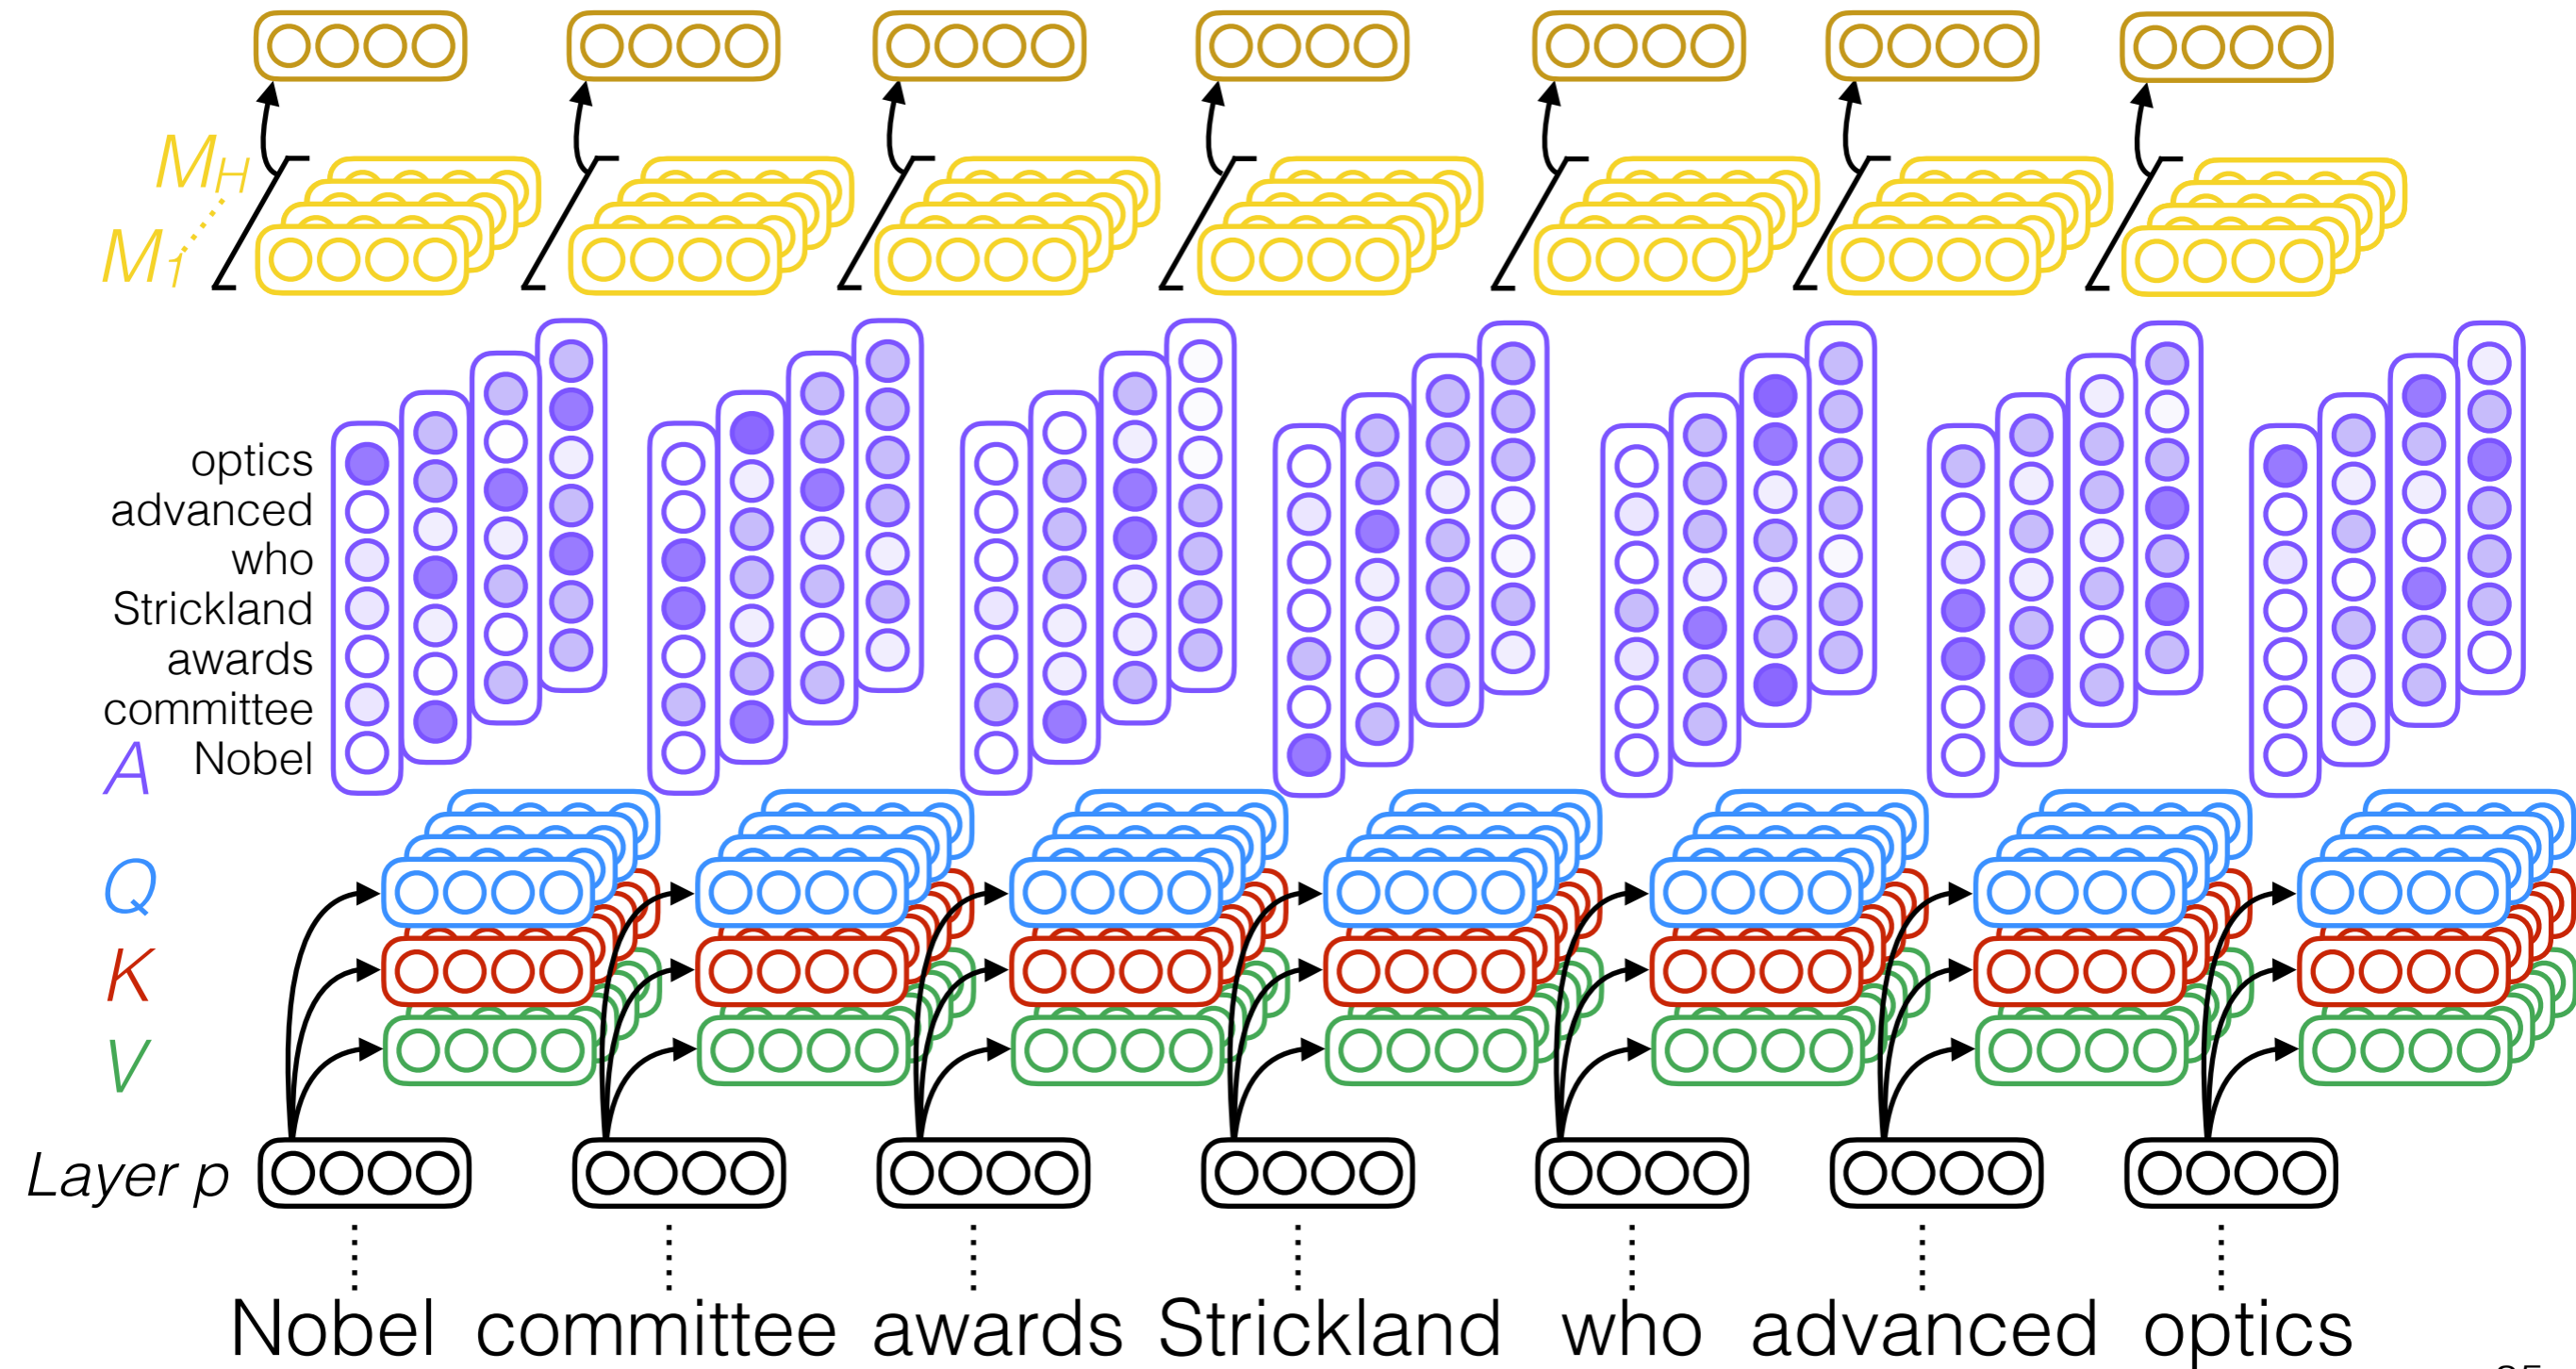 M_H
M_1
optics
advanced
who
Strickland
awards
committee
A Nobel
Q
K
V
Layer p
Nobel committee awards Strickland who advanced optics